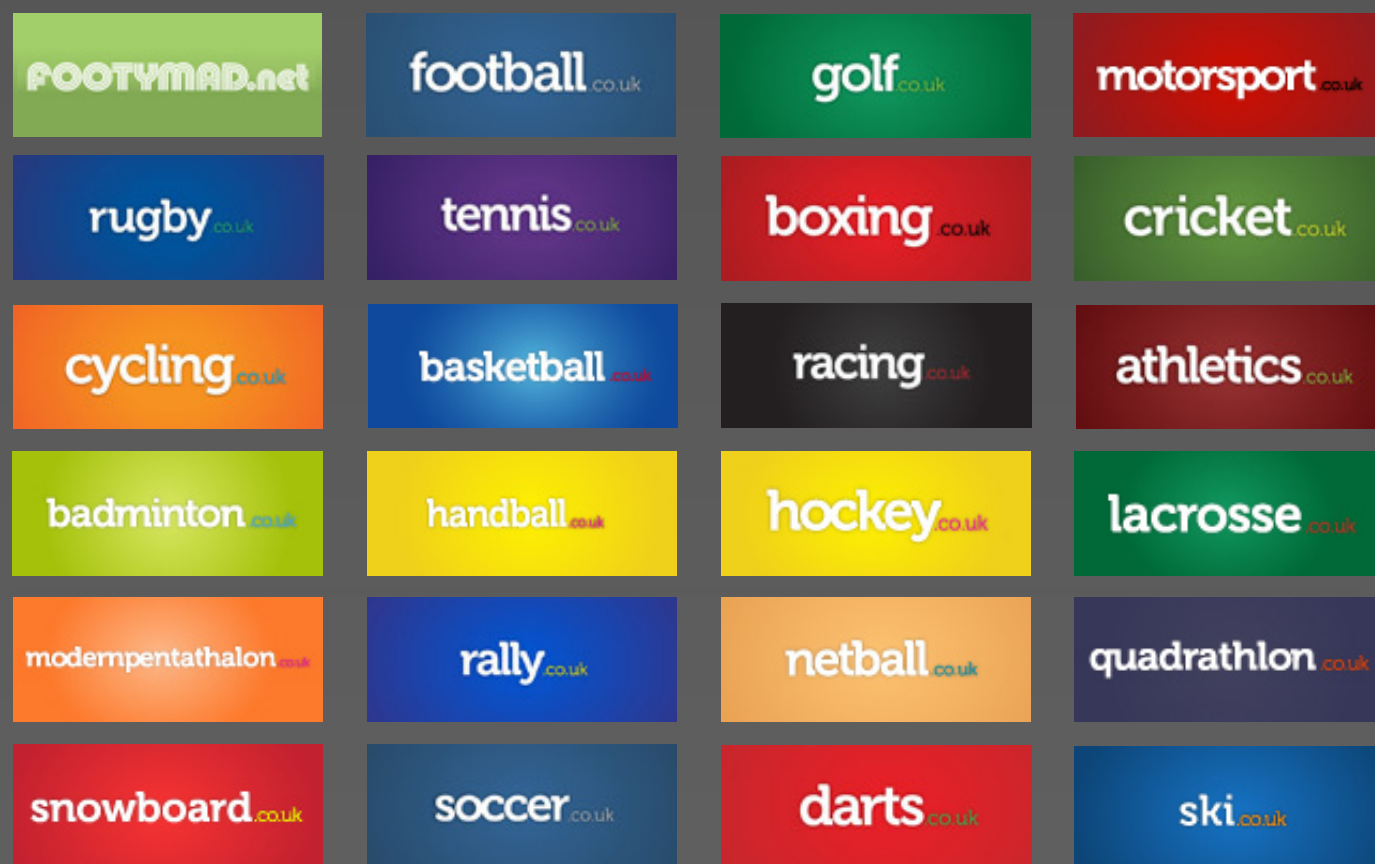 FOOTYMAD.net
football.co.uk
golf.co.uk
motorsport.co.uk
rugby.co.uk
tennis.co.uk
boxing.co.uk
cricket.co.uk
cycling.co.uk
basketball.co.uk
racing.co.uk
athletics.co.uk
badminton.co.uk
handball.co.uk
hockey.co.uk
lacrosse.co.uk
modernpentathalon.co.uk
rally.co.uk
netball.co.uk
quadrathlon.co.uk
snowboard.co.uk
soccer.co.uk
darts.co.uk
ski.co.uk